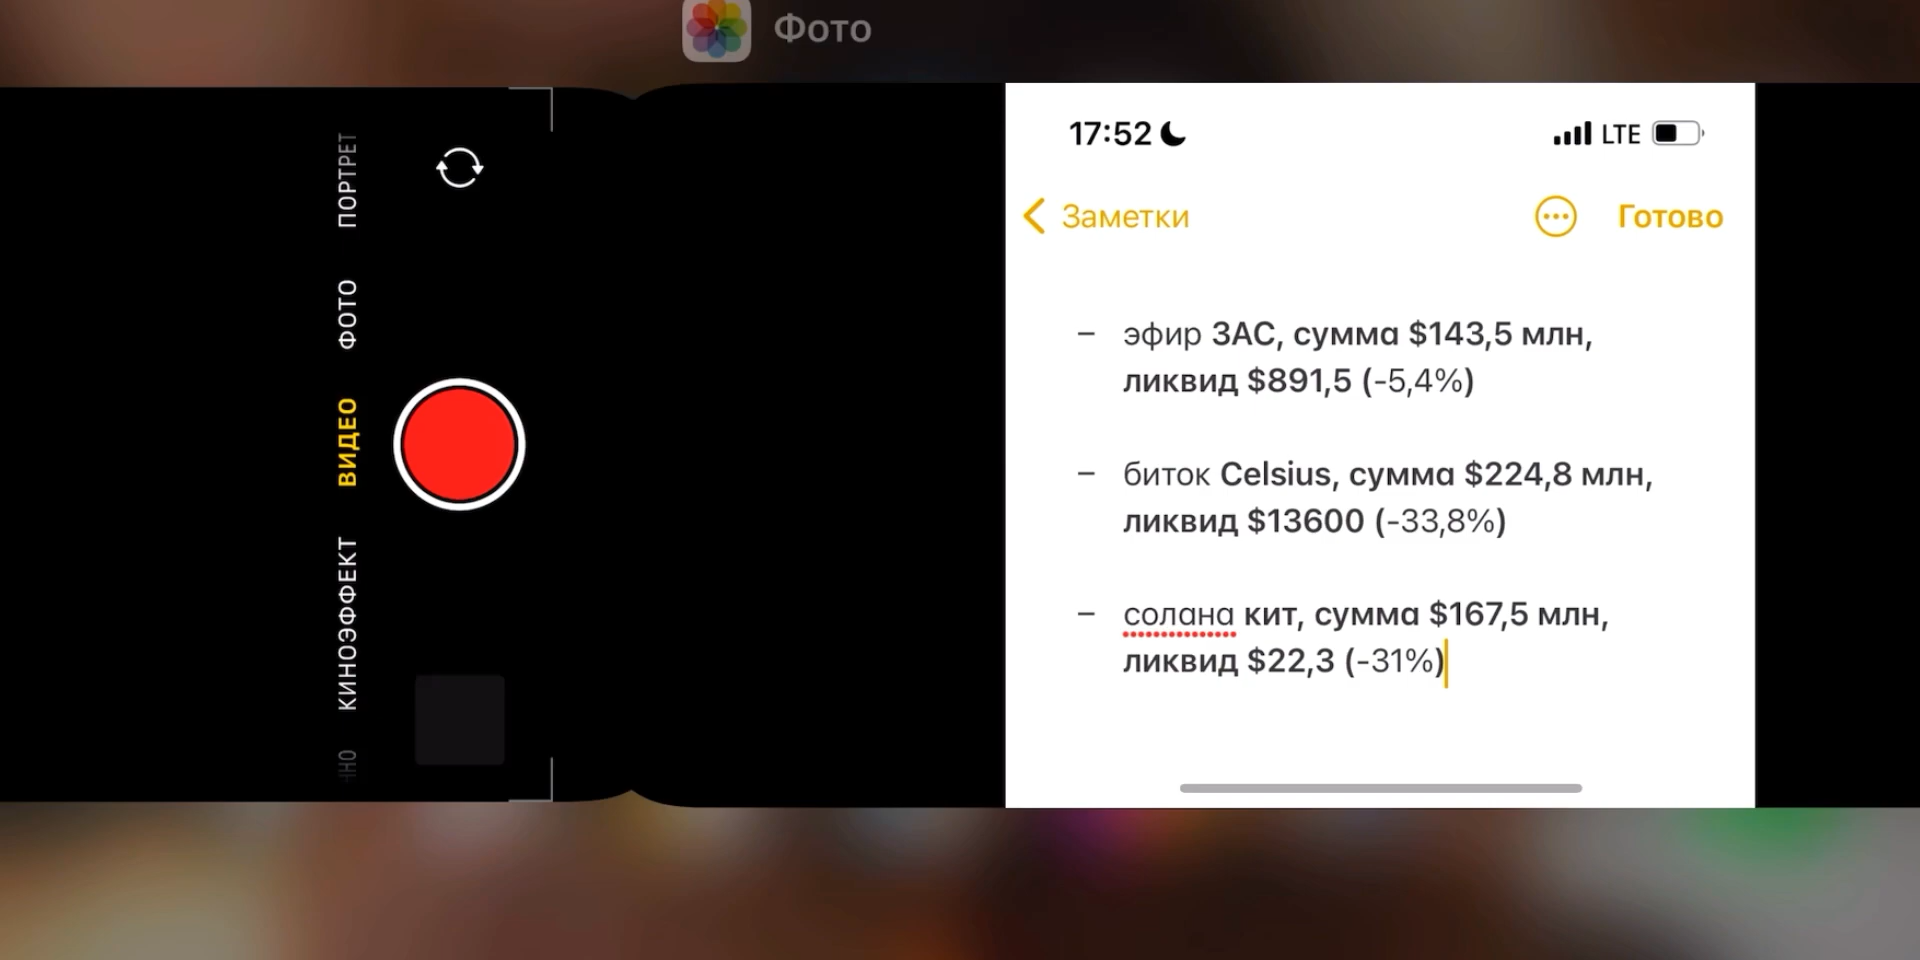 Фото
ПОРТРЕТ
ФОТО
ВИДЕО
КИНОЭФФЕКТ
17:52
LTE
Заметки
Готово
– эфир 3AC, сумма $143,5 млн,
ликвид $891,5 (-5,4%)
– биток Celsius, сумма $224,8 млн,
ликвид $13600 (-33,8%)
– солана кит, сумма $167,5 млн,
ликвид $22,3 (-31%)